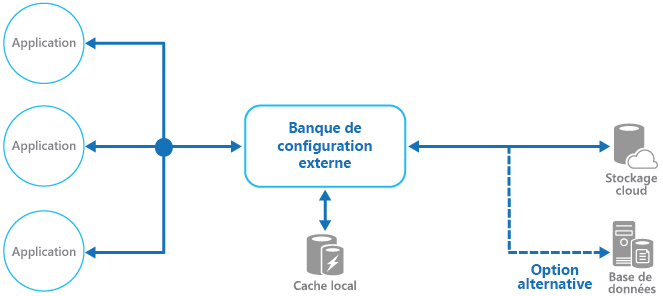 Application
Application
Application
Banque de
configuration
externe
Cache local
Stockage
cloud
Option
alternative
Base de
données